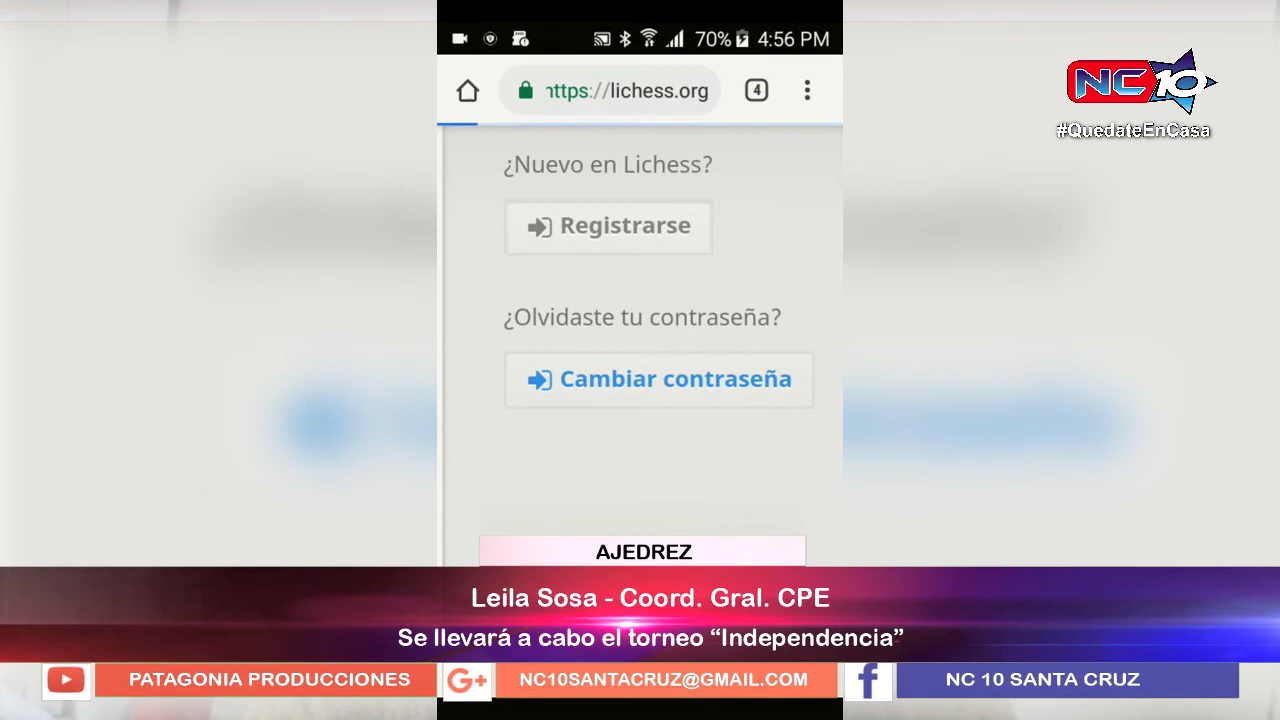 70% 4:56 PM
https://lichess.org 4
NC10
#QuedateEnCasa
¿Nuevo en Lichess?
Registrarse
¿Olvidaste tu contraseña?
Cambiar contraseña
AJEDREZ
Leila Sosa - Coord. Gral. CPE
Se llevará a cabo el torneo “Independencia”
PATAGONIA PRODUCCIONES
G+ NC10SANTACRUZ@GMAIL.COM
f NC 10 SANTA CRUZ